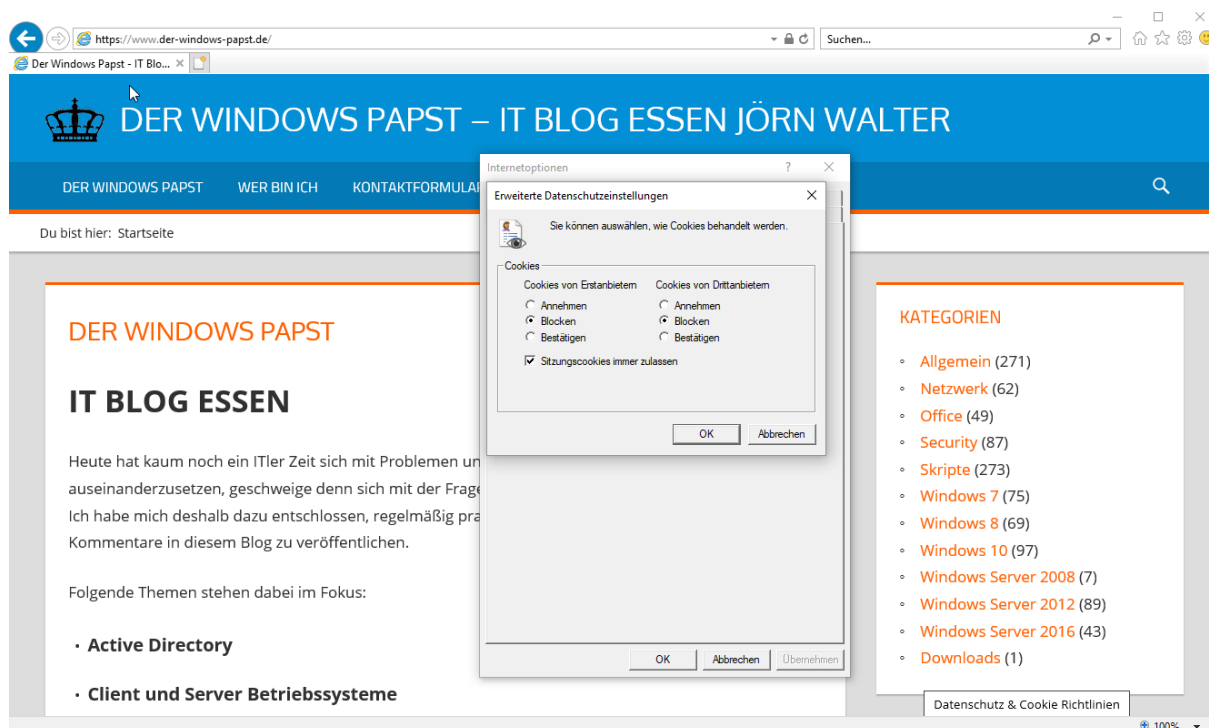 https://www.der-windows-papst.de/
Suchen...
Der Windows Papst - IT Blo...
DER WINDOWS PAPST – IT BLOG ESSEN JÖRN WALTER
DER WINDOWS PAPST WER BIN ICH KONTAKTFORMULAR
Du bist hier: Startseite
DER WINDOWS PAPST
IT BLOG ESSEN
Heute hat kaum noch ein ITler Zeit sich mit Problemen un
auseinanderzusetzen, geschweige denn sich mit der Frage
Ich habe mich deshalb dazu entschlossen, regelmäßig pra
Kommentare in diesem Blog zu veröffentlichen.
Folgende Themen stehen dabei im Fokus:
• Active Directory
• Client und Server Betriebssysteme
Internetoptionen
Erweiterte Datenschutzeinstellungen
Sie können auswählen, wie Cookies behandelt werden.
Cookies
Cookies von Erstanbietern Cookies von Drittanbietern
Annehmen Annehmen
Blocken Blocken
Bestätigen Bestätigen
Sitzungscookies immer zulassen
OK Abbrechen
OK Abbrechen Übernehmen
KATEGORIEN
Allgemein (271)
Netzwerk (62)
Office (49)
Security (87)
Skripte (273)
Windows 7 (75)
Windows 8 (69)
Windows 10 (97)
Windows Server 2008 (7)
Windows Server 2012 (89)
Windows Server 2016 (43)
Downloads (1)
Datenschutz & Cookie Richtlinien
100%